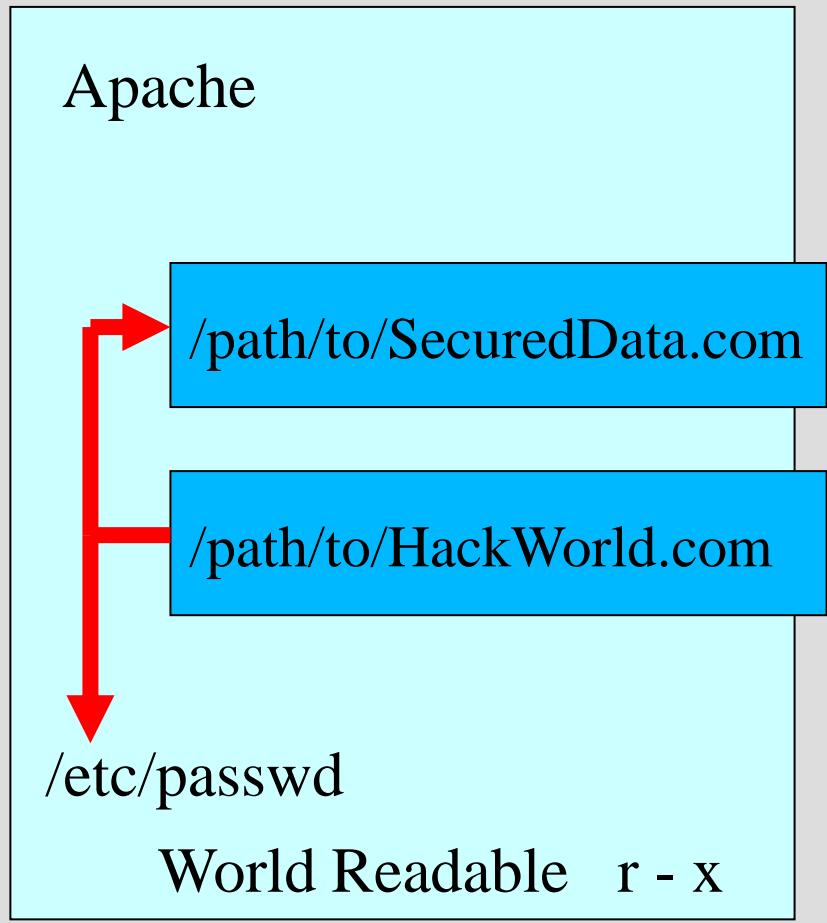 Apache
/path/to/SecuredData.com
/path/to/HackWorld.com
/etc/passwd
World Readable r - x